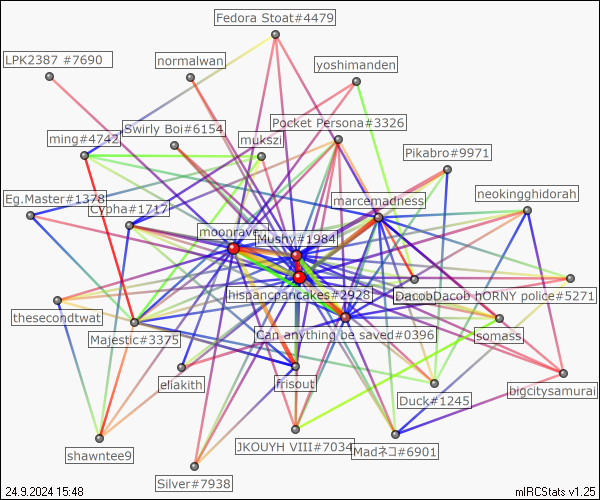 Fedora Stoat#4479
LPK2387 #7690
normalwan
yoshimanden
Pocket Persona#3326
Swirly Boi#6154
ming#4742
mukszi
Pikabro#9971
Eg.Master#1378
Cypha#1717
marcemadness
neokingghidorah
moonrave
Mushy#1984
hispancpancakes#2928
DacobDacob
hORNY police#5271
thesecondtwat
Majestic#3375
Can anything be saved#0396
somass
eliakith
frisout
Duck#1245
bigcitysamurai
shawntee9
JKOUYH VIII#7034
Madネコ#6901
Silver#7938
24.9.2024 15:48
mIRCStats v1.25